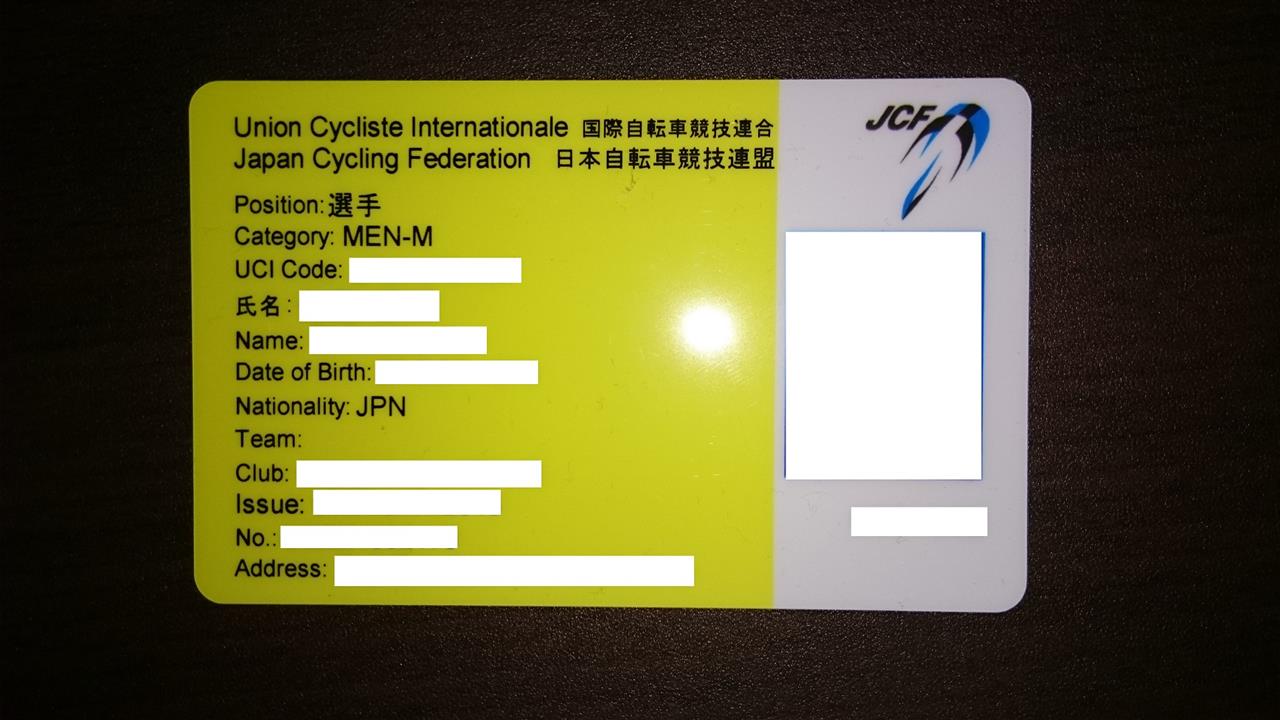 Union Cycliste Internationale 国際自転車競技連合
Japan Cycling Federation 日本自転車競技連盟
JCF
Position: 選手
Category: MEN-M
UCI Code:
氏名:
Name:
Date of Birth:
Nationality: JPN
Team:
Club:
Issue:
No.:
Address: